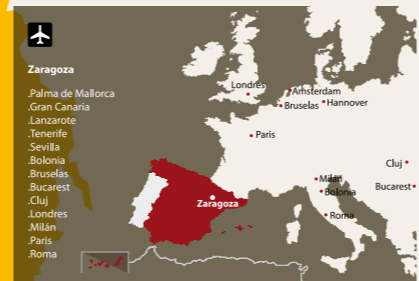 Zaragoza
.Palma de Mallorca
.Gran Canaria
.Lanzarote
.Tenerife
.Sevilla
.Bolonia
.Bruselas
.Bucarest
.Cluj
.Londres
.Milán
.Paris
.Roma
Londres
Amsterdam
Bruselas
Hannover
Paris
Cluj
Milán
Bucarest
Bolonia
Zaragoza
Roma